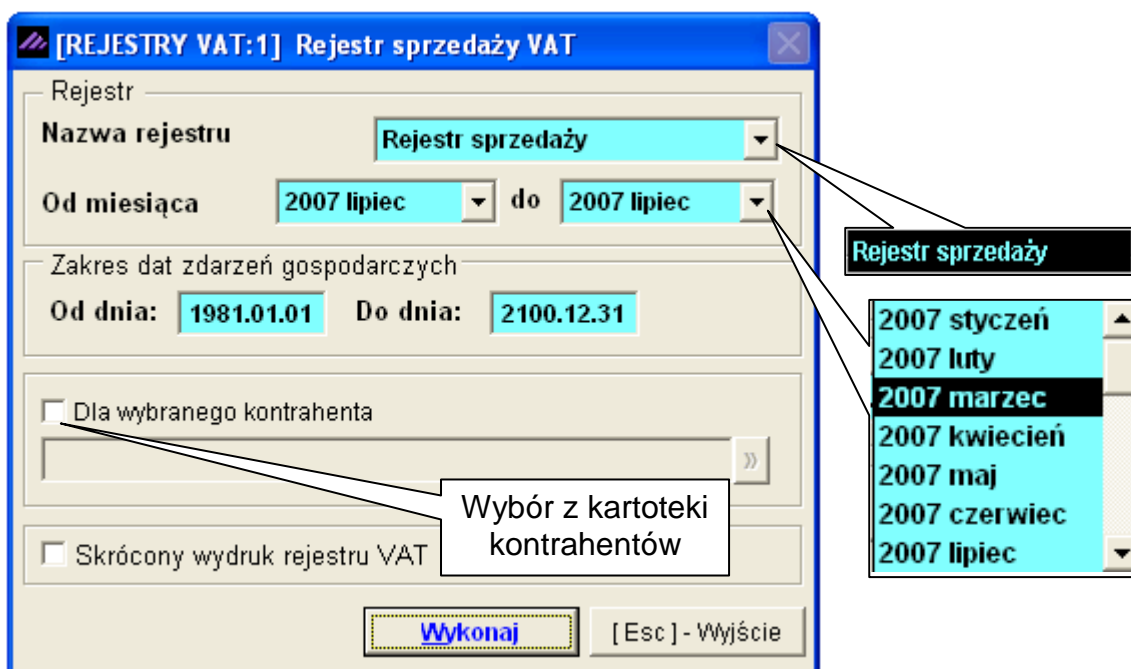 [REJESTRY VAT:1] Rejestr sprzedaży VAT
Rejestr
Nazwa rejestru Rejestr sprzedaży
Od miesiąca 2007 lipiec do 2007 lipiec
Zakres dat zdarzeń gospodarczych
Od dnia: 1981.01.01 Do dnia: 2100.12.31
Dla wybranego kontrahenta
»
Wybór z kartoteki
kontrahentów
Skrócony wydruk rejestru VAT
Wykonaj [ Esc ] - Wyjście
Rejestr sprzedaży
2007 styczeń
2007 luty
2007 marzec
2007 kwiecień
2007 maj
2007 czerwiec
2007 lipiec